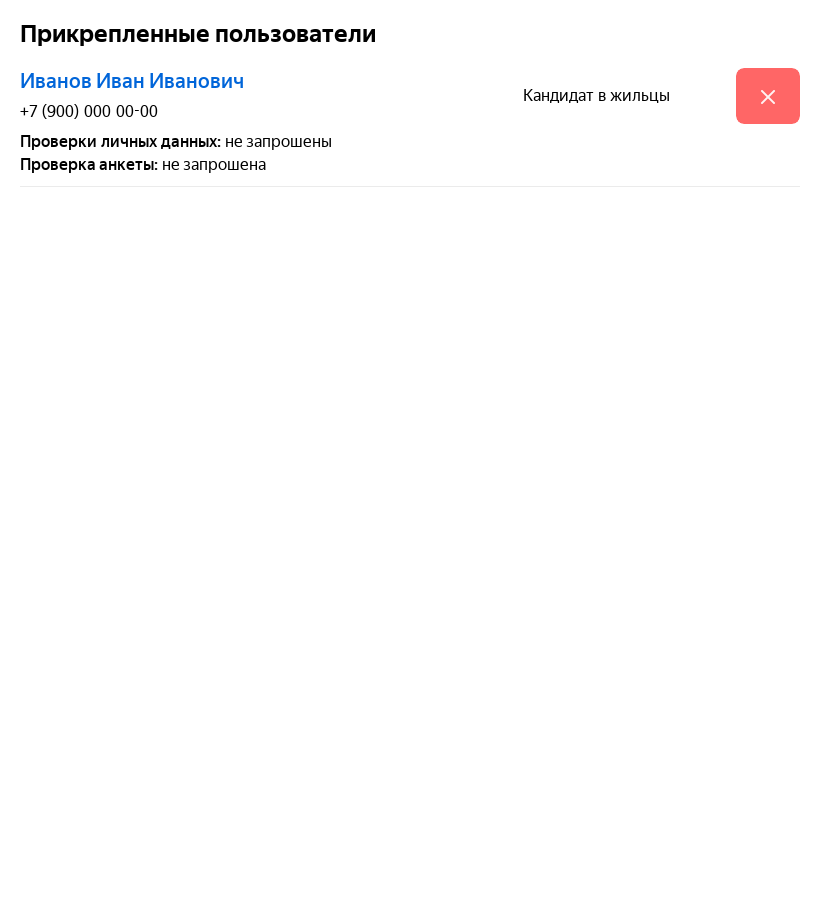 Прикрепленные пользователи
Иванов Иван Иванович
Кандидат в жильцы
+7 (900) 000 00-00
Проверки личных данных: не запрошены
Проверка анкеты: не запрошена